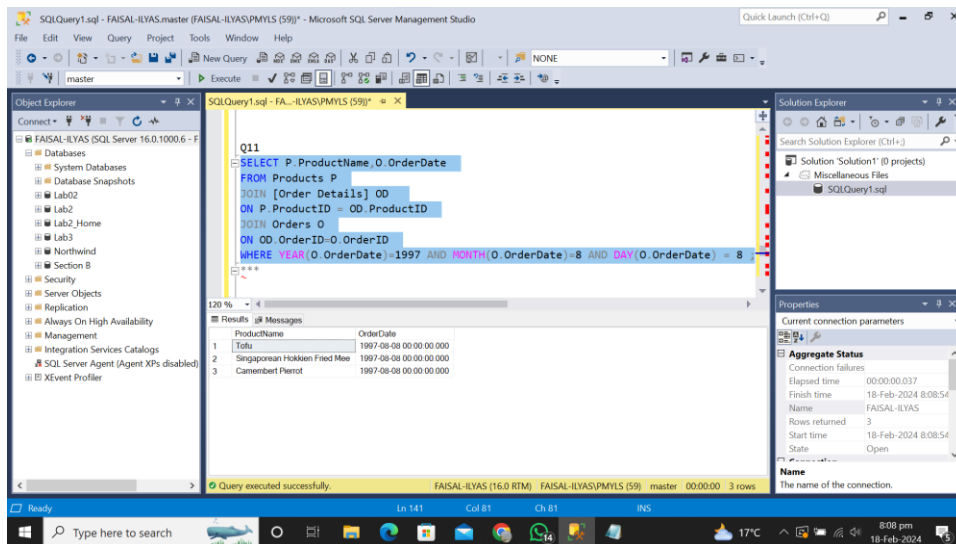 SQLQuery1.sql - FAISAL-ILYAS.master (FAISAL-ILYAS\PMYLS (59))* - Microsoft SQL Server Management Studio
Quick Launch (Ctrl+Q)
File Edit View Query Project Tools Window Help
New Query
NONE
master
Execute
Object Explorer
Connect
FAISAL-ILYAS (SQL Server 16.0.1000.6 - F
Databases
System Databases
Database Snapshots
Lab02
Lab2
Lab2_Home
Lab3
Northwind
Section B
Security
Server Objects
Replication
Always On High Availability
Management
Integration Services Catalogs
SQL Server Agent (Agent XPs disabled)
XEvent Profiler
SQLQuery1.sql - FA...-ILYAS\PMYLS (59))*
Q11
SELECT P.ProductName,O.OrderDate
FROM Products P
JOIN [Order Details] OD
ON P.ProductID = OD.ProductID
JOIN Orders O
ON OD.OrderID=O.OrderID
WHERE YEAR(O.OrderDate)=1997 AND MONTH(O.OrderDate)=8 AND DAY(O.OrderDate) = 8 ;
***
120 %
Results Messages
ProductName OrderDate
1 Tofu 1997-08-08 00:00:00.000
2 Singaporean Hokkien Fried Mee 1997-08-08 00:00:00.000
3 Camembert Pierrot 1997-08-08 00:00:00.000
Query executed successfully.
FAISAL-ILYAS (16.0 RTM) FAISAL-ILYAS\PMYLS (59) master 00:00:00 3 rows
Solution Explorer
Search Solution Explorer (Ctrl+;)
Solution 'Solution1' (0 projects)
Miscellaneous Files
SQLQuery1.sql
Properties
Current connection parameters
Aggregate Status
Connection failures
Elapsed time 00:00:00.037
Finish time 18-Feb-2024 8:08:54
Name FAISAL-ILYAS
Rows returned 3
Start time 18-Feb-2024 8:08:54
State Open
Name
The name of the connection.
Ready
Ln 141 Col 81 Ch 81 INS
Type here to search
14
17°C
8:08 pm
18-Feb-2024
5